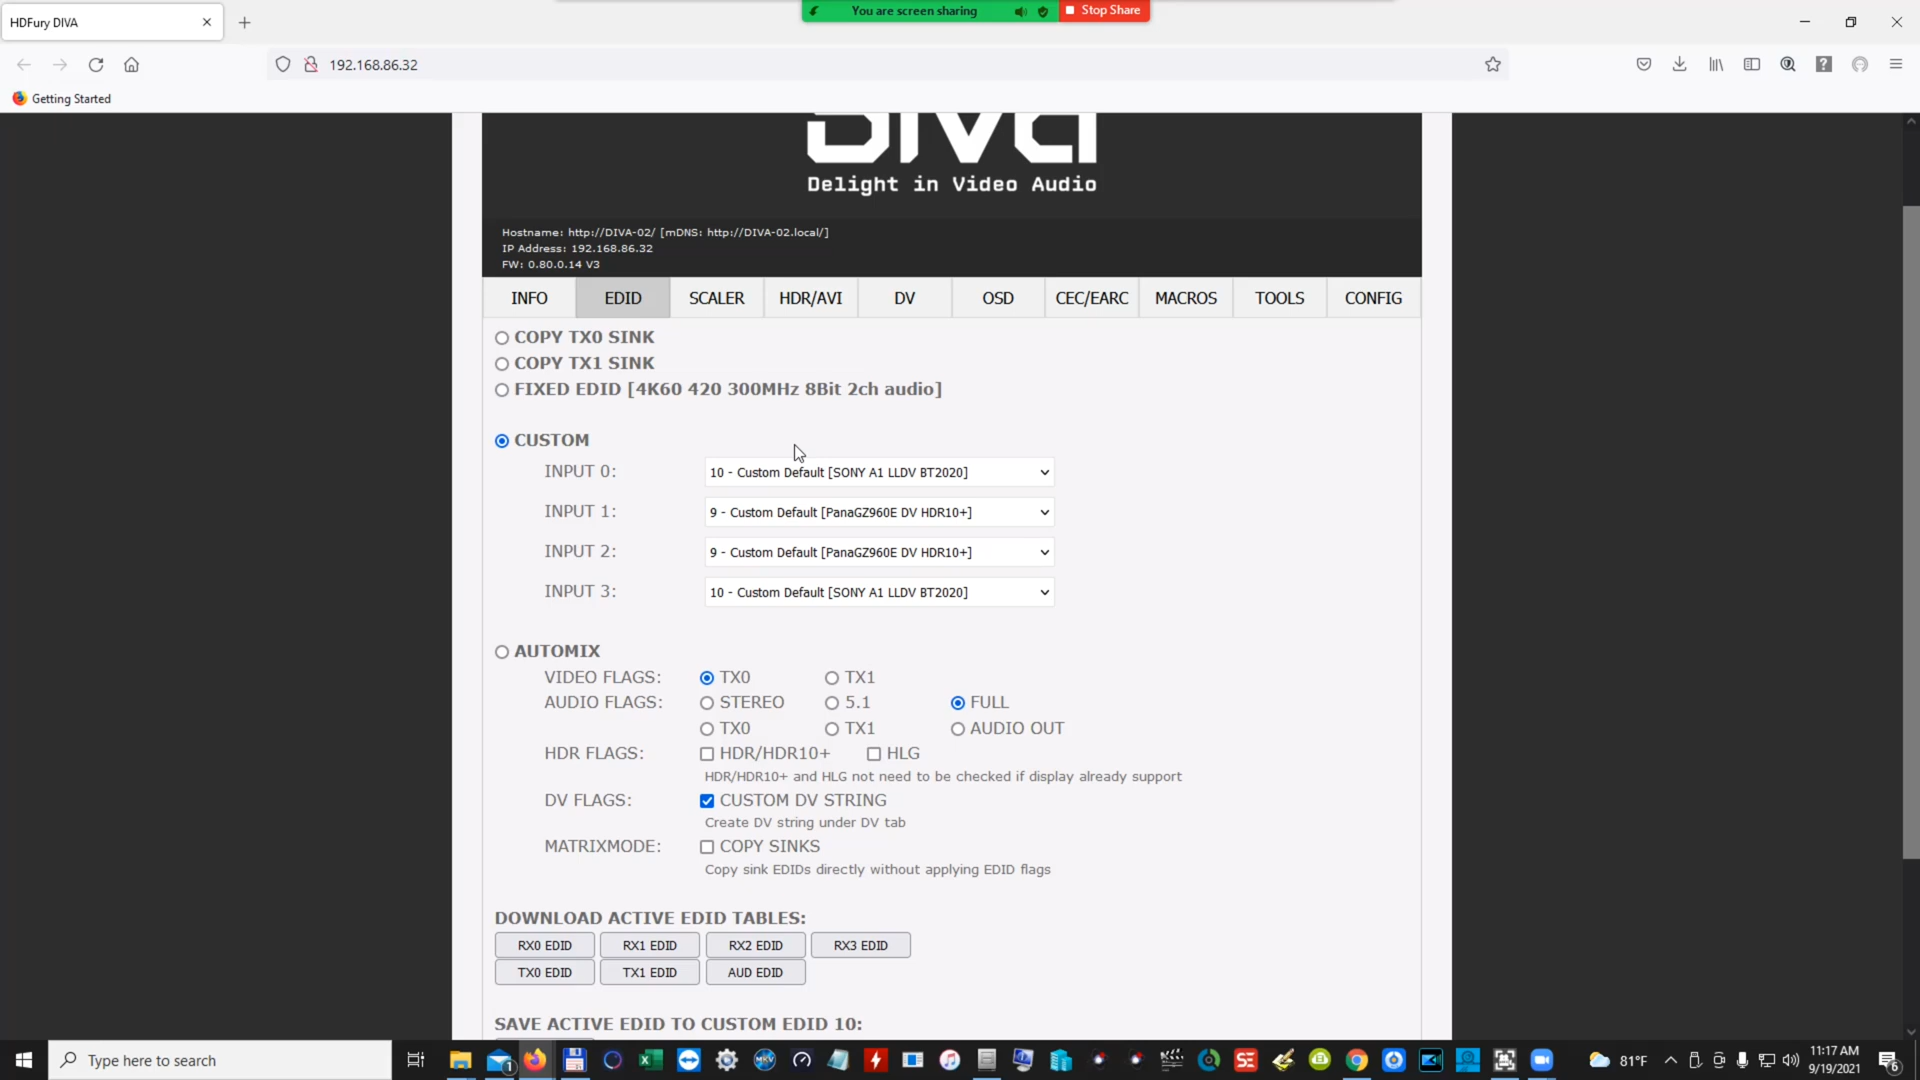 HDFury DIVA
You are screen sharing
Stop Share
192.168.86.32
Getting Started
DIVA
Delight in Video Audio
Hostname: http://DIVA-02/ [mDNS: http://DIVA-02.local/]
IP Address: 192.168.86.32
FW: 0.80.0.14 V3
INFO EDID SCALER HDR/AVI DV OSD CEC/EARC MACROS TOOLS CONFIG
COPY TX0 SINK
COPY TX1 SINK
FIXED EDID [4K60 420 300MHz 8Bit 2ch audio]
CUSTOM
INPUT 0: 10 - Custom Default [SONY A1 LLDV BT2020]
INPUT 1: 9 - Custom Default [PanaGZ960E DV HDR10+]
INPUT 2: 9 - Custom Default [PanaGZ960E DV HDR10+]
INPUT 3: 10 - Custom Default [SONY A1 LLDV BT2020]
AUTOMIX
VIDEO FLAGS: TX0 TX1
AUDIO FLAGS: STEREO 5.1 FULL
TX0 TX1 AUDIO OUT
HDR FLAGS: HDR/HDR10+ HLG
HDR/HDR10+ and HLG not need to be checked if display already support
DV FLAGS: CUSTOM DV STRING
Create DV string under DV tab
MATRIXMODE: COPY SINKS
Copy sink EDIDs directly without applying EDID flags
DOWNLOAD ACTIVE EDID TABLES:
RX0 EDID RX1 EDID RX2 EDID RX3 EDID
TX0 EDID TX1 EDID AUD EDID
SAVE ACTIVE EDID TO CUSTOM EDID 10:
Type here to search
1
MKV
SE
81°F
11:17 AM
9/19/2021
6